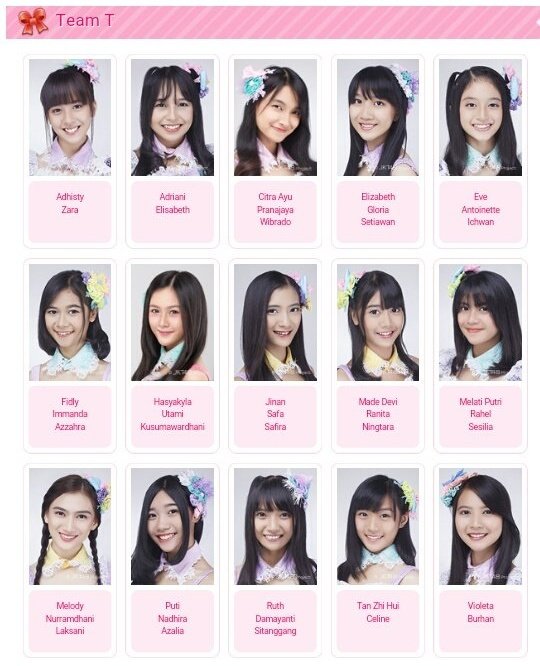 Team T
Adhisty
Zara
Adriani
Elisabeth
Citra Ayu
Pranajaya
Wibrado
Elizabeth
Gloria
Setiawan
Eve
Antoinette
Ichwan
Fidly
Immanda
Azzahra
Hasyakyla
Utami
Kusumawardhani
Jinan
Safa
Safira
Made Devi
Ranita
Ningtara
Melati Putri
Rahel
Sesilia
Melody
Nurramdhani
Laksani
Puti
Nadhira
Azalia
Ruth
Damayanti
Sitanggang
Tan Zhi Hui
Celine
Violeta
Burhan